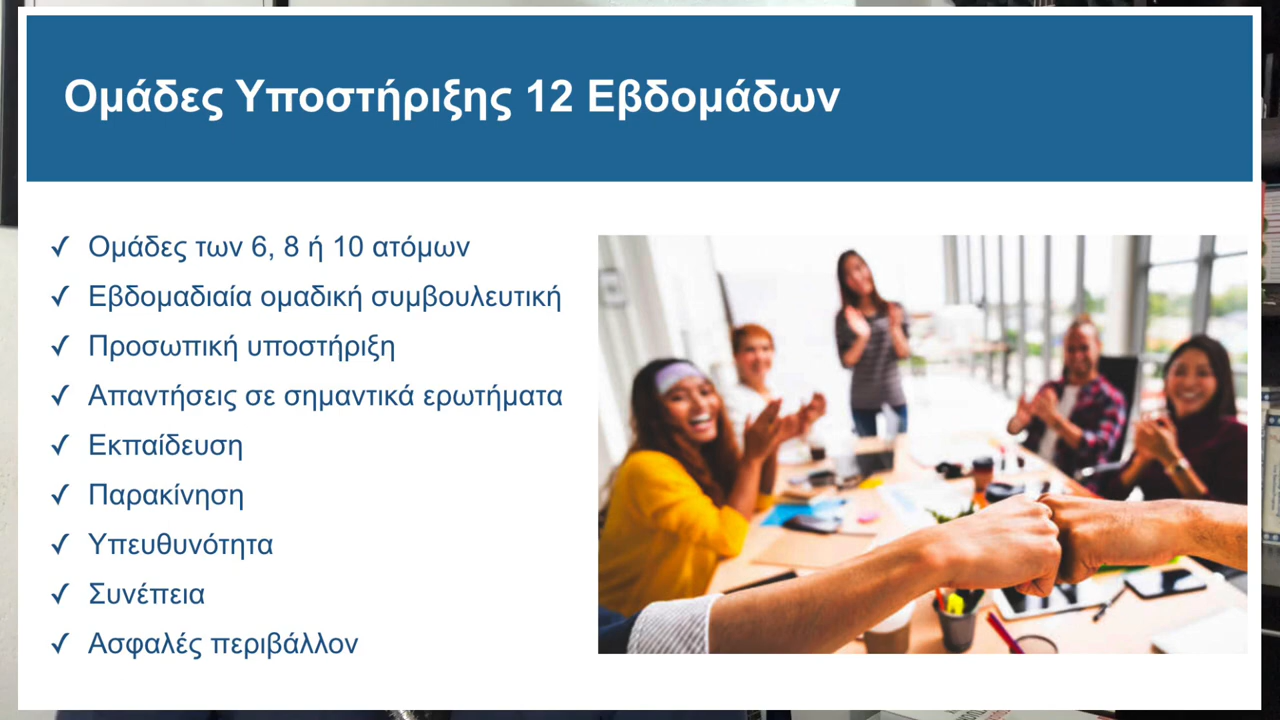 Ομάδες Υποστήριξης 12 Εβδομάδων
✓ Ομάδες των 6, 8 ή 10 ατόμων
✓ Εβδομαδιαία ομαδική συμβουλευτική
✓ Προσωπική υποστήριξη
✓ Απαντήσεις σε σημαντικά ερωτήματα
✓ Εκπαίδευση
✓ Παρακίνηση
✓ Υπευθυνότητα
✓ Συνέπεια
✓ Ασφαλές περιβάλλον